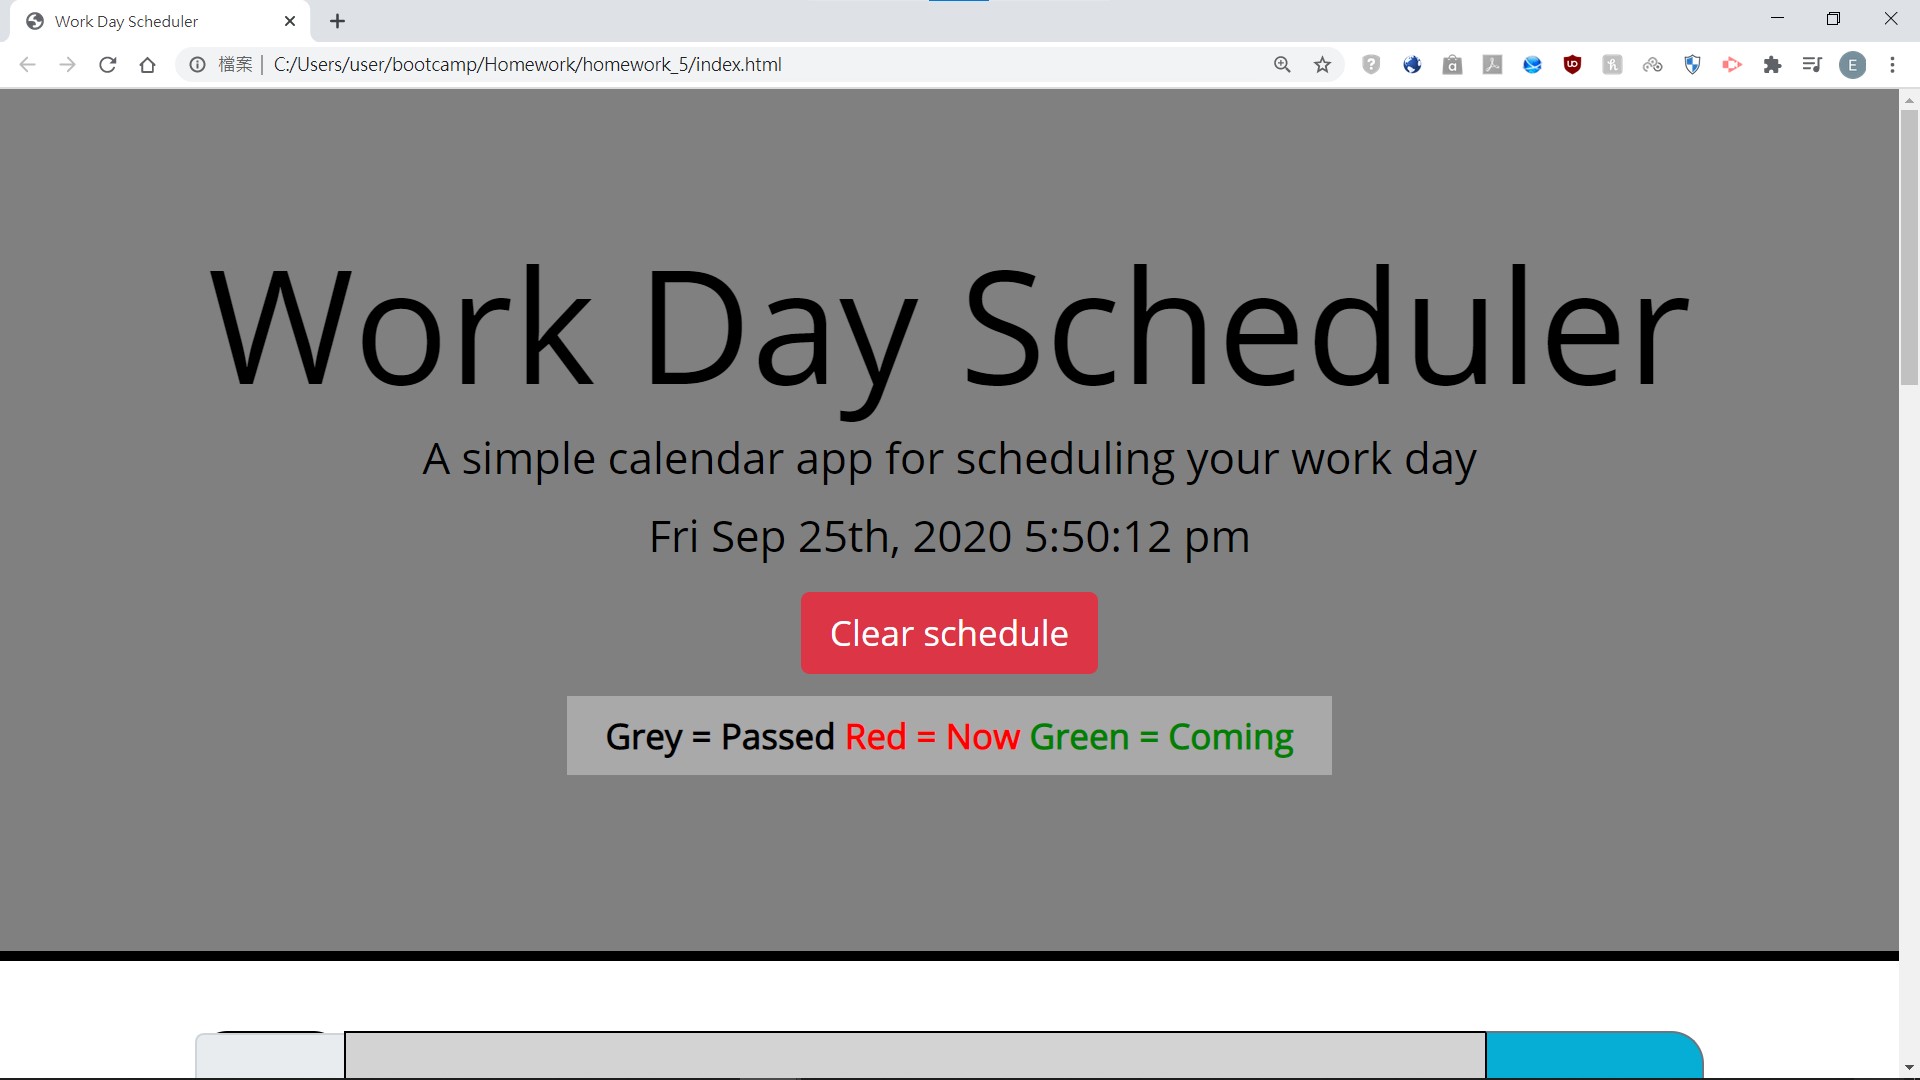 Work Day Scheduler
檔案 | C:/Users/user/bootcamp/Homework/homework_5/index.html
E
Work Day Scheduler
A simple calendar app for scheduling your work day
Fri Sep 25th, 2020 5:50:12 pm
Clear schedule
Grey = Passed Red = Now Green = Coming